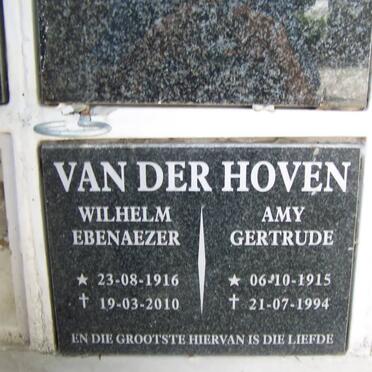 VAN DER HOVEN
WILHELM EBENAEZER
★ 23-08-1916
✝ 19-03-2010
AMY GERTRUDE
★ 06-10-1915
✝ 21-07-1994
EN DIE GROOTSTE HIERVAN IS DIE LIEFDE